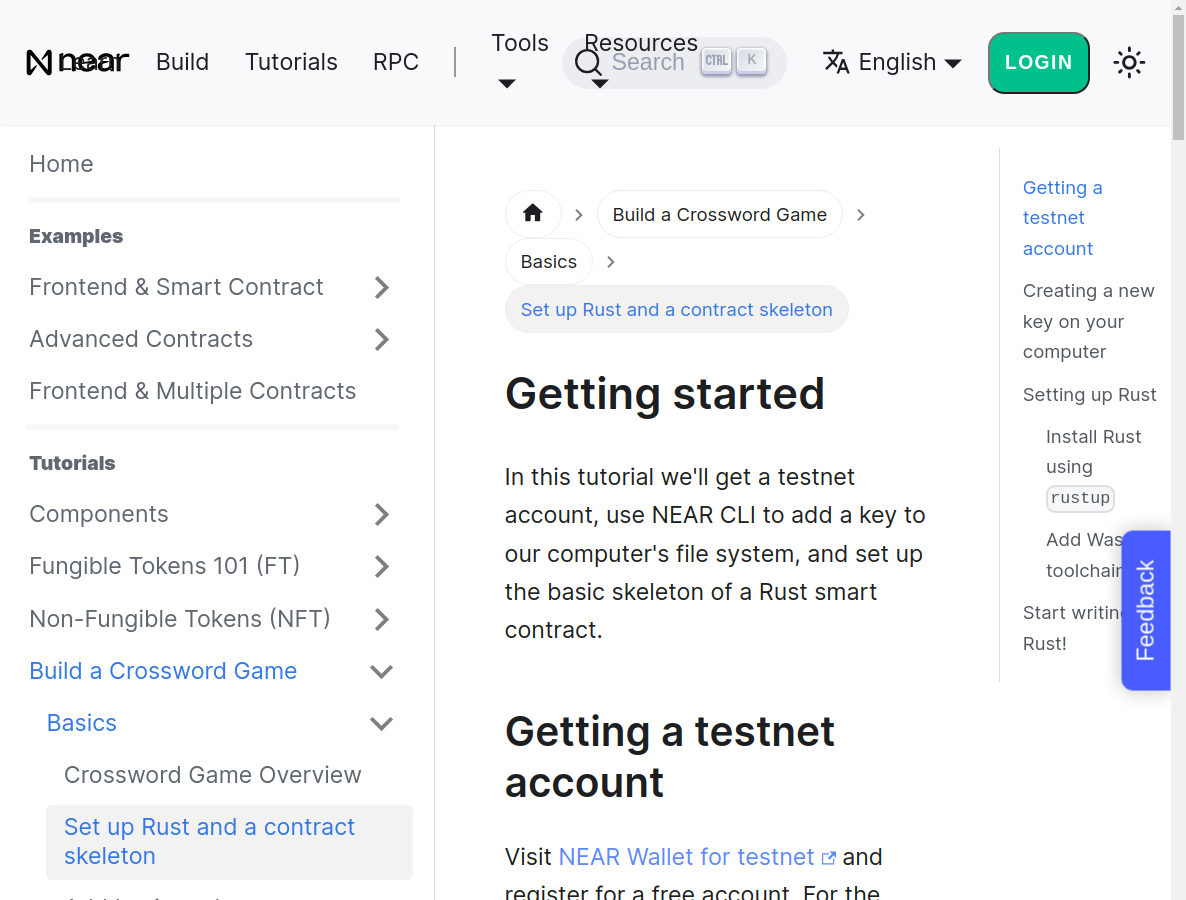 near
Learn
Build
Tutorials
RPC
Tools
Resources
Search
CTRL
K
English
LOGIN
Home
Examples
Frontend & Smart Contract
Advanced Contracts
Frontend & Multiple Contracts
Tutorials
Components
Fungible Tokens 101 (FT)
Non-Fungible Tokens (NFT)
Build a Crossword Game
Basics
Crossword Game Overview
Set up Rust and a contract
skeleton
Build a Crossword Game
Basics
Set up Rust and a contract skeleton
Getting started
In this tutorial we'll get a testnet
account, use NEAR CLI to add a key to
our computer's file system, and set up
the basic skeleton of a Rust smart
contract.
Getting a testnet
account
Visit NEAR Wallet for testnet and
register for a free account. For the
Getting a
testnet
account
Creating a new
key on your
computer
Setting up Rust
Install Rust
using
rustup
Add
toolchain
Start writing
Rust!
Feedback